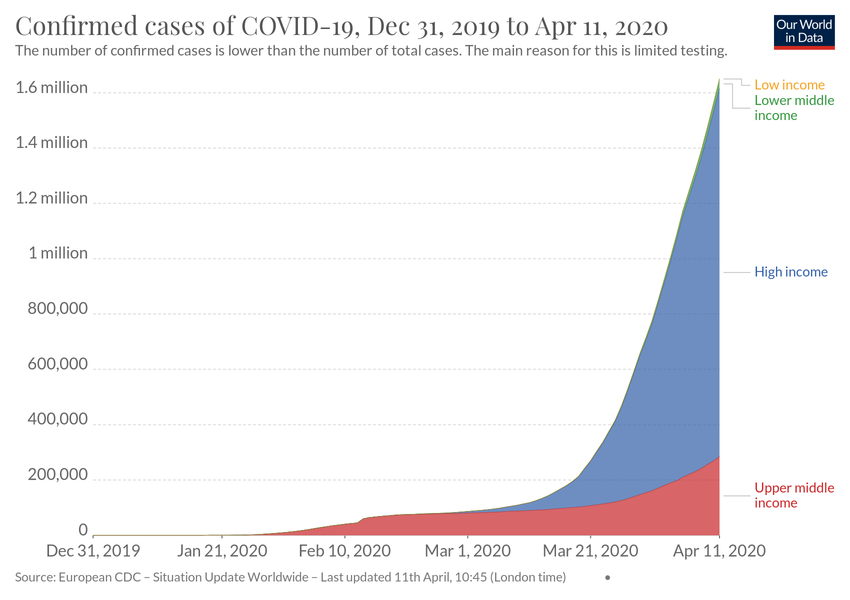 Confirmed cases of COVID-19, Dec 31, 2019 to Apr 11, 2020
Our World
in Data
The number of confirmed cases is lower than the number of total cases. The main reason for this is limited testing.
1.6 million
1.4 million
1.2 million
1 million
800,000
600,000
400,000
200,000
0
Low income
Lower middle
income
High income
Upper middle
income
Dec 31, 2019
Jan 21, 2020
Feb 10, 2020
Mar 1, 2020
Mar 21, 2020
Apr 11, 2020
Source: European CDC – Situation Update Worldwide – Last updated 11th April, 10:45 (London time) •